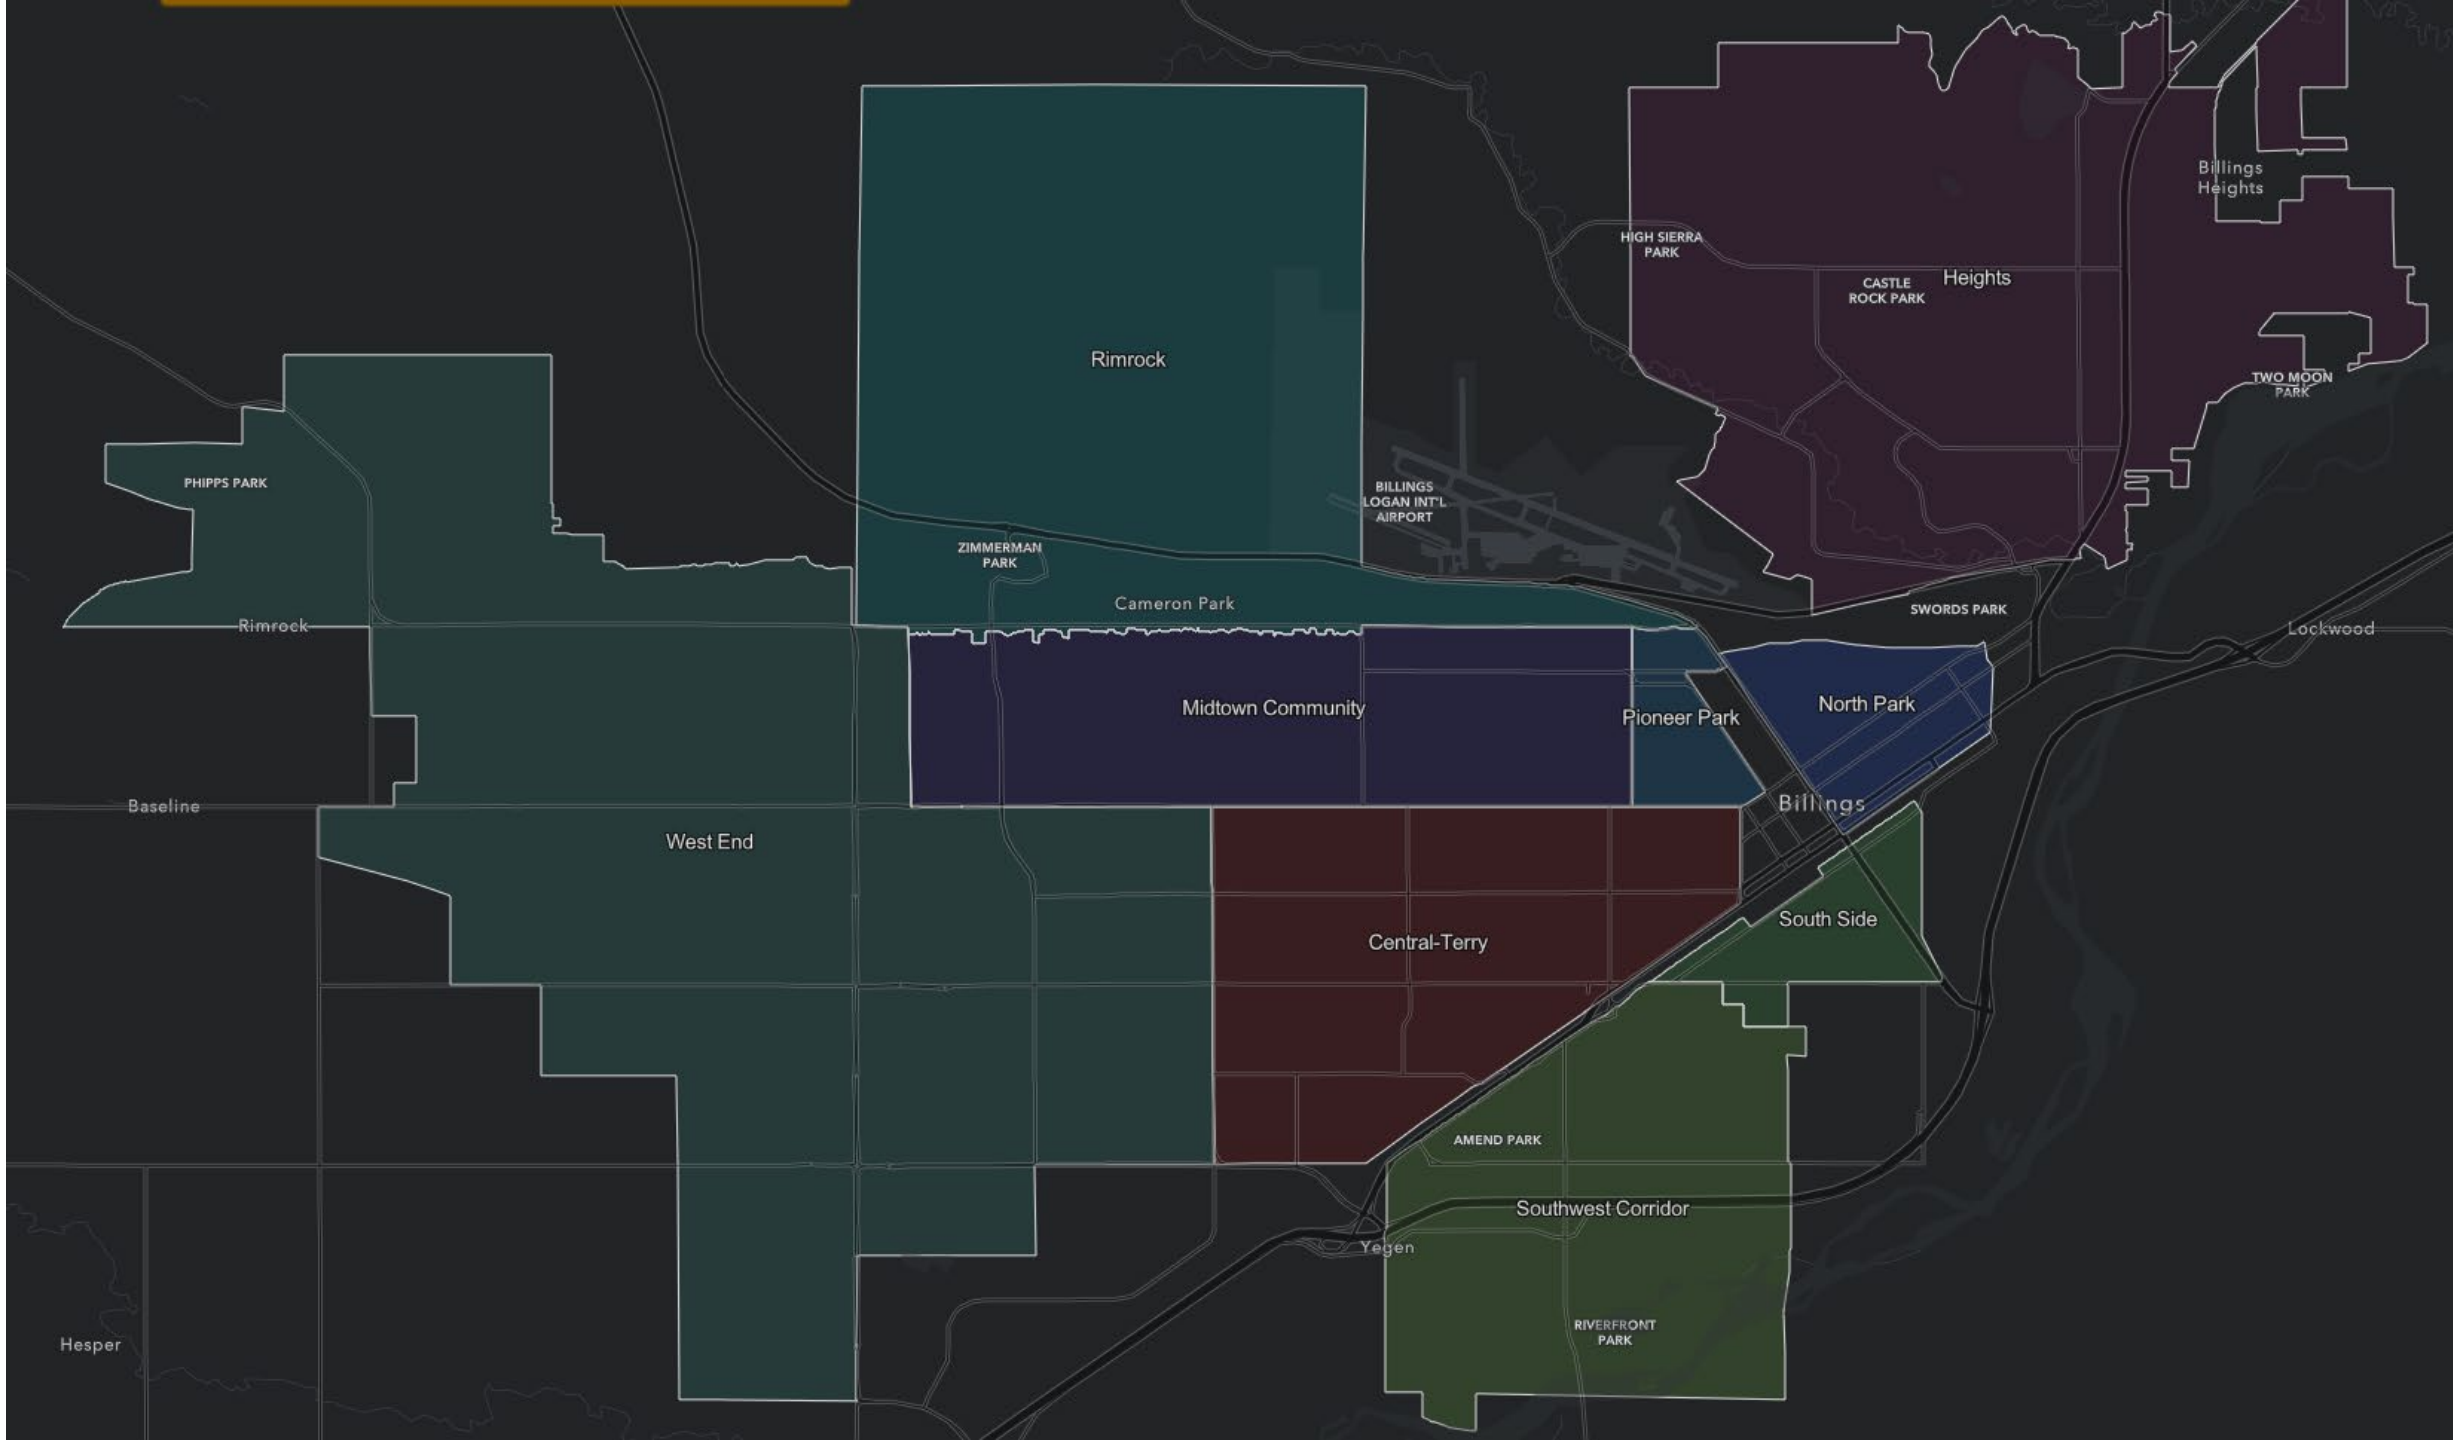 Billings
Heights
HIGH SIERRA
PARK
Heights
CASTLE
ROCK PARK
Rimrock
TWO MOON
PARK
PHIPPS PARK
BILLINGS
LOGAN INT'L
AIRPORT
ZIMMERMAN
PARK
Cameron Park
SWORDS PARK
Rimrock
Lockwood
Midtown Community
Pioneer Park
North Park
Baseline
Billings
West End
South Side
Central-Terry
AMEND PARK
Southwest Corridor
Yegen
RIVERFRONT
PARK
Hesper